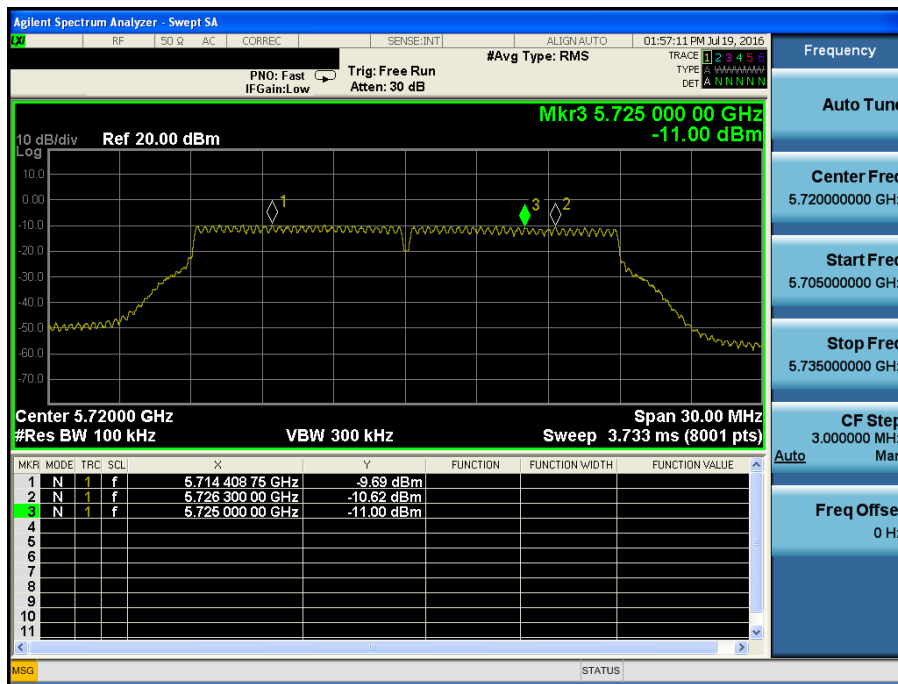 Agilent Spectrum Analyzer - Swept SA
LXI RF 50 Ω AC CORREC SENSE:INT ALIGNAUTO 01:57:11 PM Jul 19, 2016
#Avg Type: RMS
TRACE 1 2 3 4 5 6
TYPE A WWWWW
DET A N N N N N
PNO: Fast
IFGain:Low
Trig: Free Run
Atten: 30 dB
Mkr3 5.725 000 00 GHz
-11.00 dBm
10 dB/div Ref 20.00 dBm
Log
10.0
0.00
-10.0
-20.0
-30.0
-40.0
-50.0
-60.0
-70.0
1
3
2
Center 5.72000 GHz Span 30.00 MHz
#Res BW 100 kHz VBW 300 kHz Sweep 3.733 ms (8001 pts)
MKR MODE TRC SCL X Y FUNCTION FUNCTION WIDTH FUNCTION VALUE
1 N 1 f 5.714 408 75 GHz -9.69 dBm
2 N 1 f 5.726 300 00 GHz -10.62 dBm
3 N 1 f 5.725 000 00 GHz -11.00 dBm
4
5
6
7
8
9
10
11
MSG STATUS
Frequency
Auto Tune
Center Freq
5.720000000 GHz
Start Freq
5.705000000 GHz
Stop Freq
5.735000000 GHz
CF Step
3.000000 MHz
Auto Man
Freq Offset
0 Hz